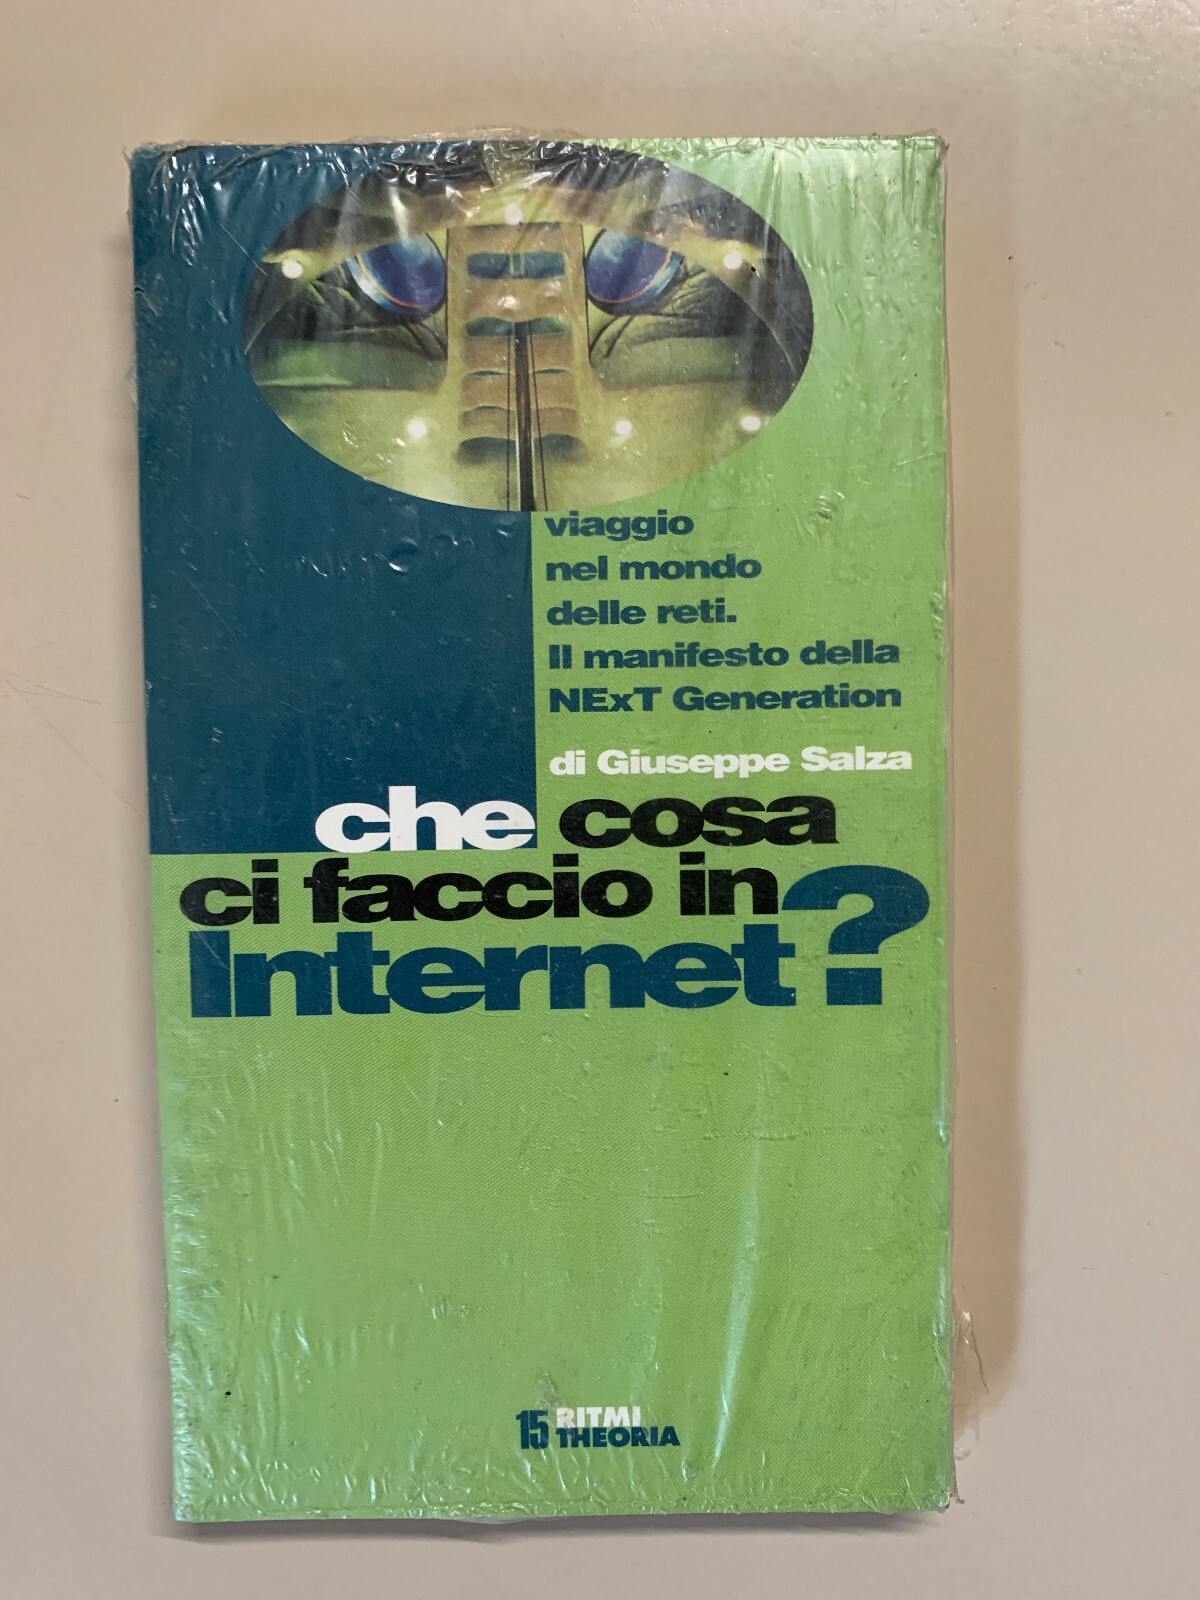 viaggio
nel mondo
delle reti.
Il manifesto della
NExT Generation
di Giuseppe Salza
che cosa
ci faccio in
Internet?
15 RITMI
THEORIA